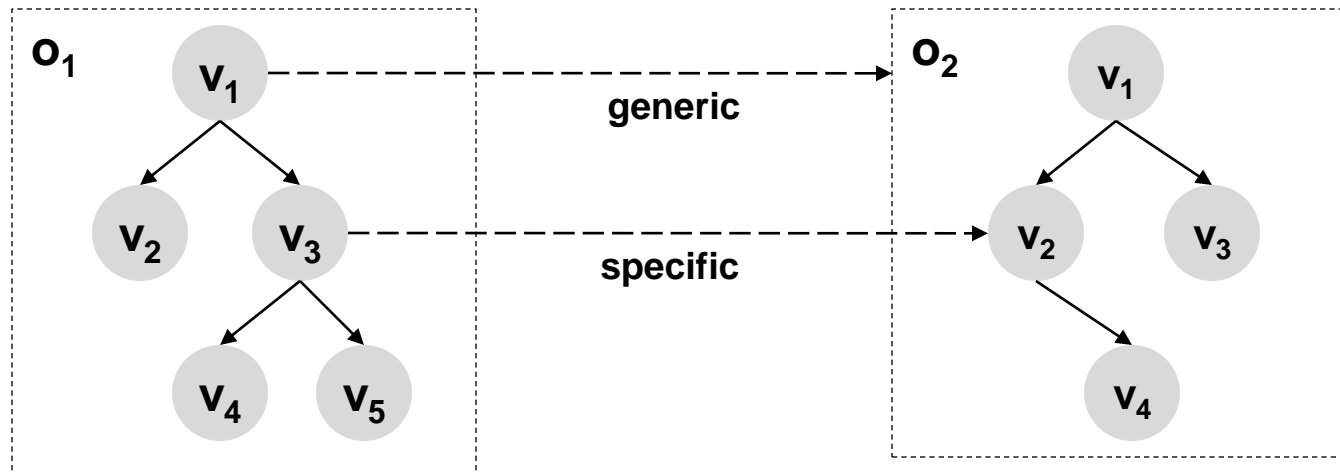 o₁
v₁
generic
o₂
v₁
v₂
v₃
specific
v₂
v₃
v₄
v₅
v₄